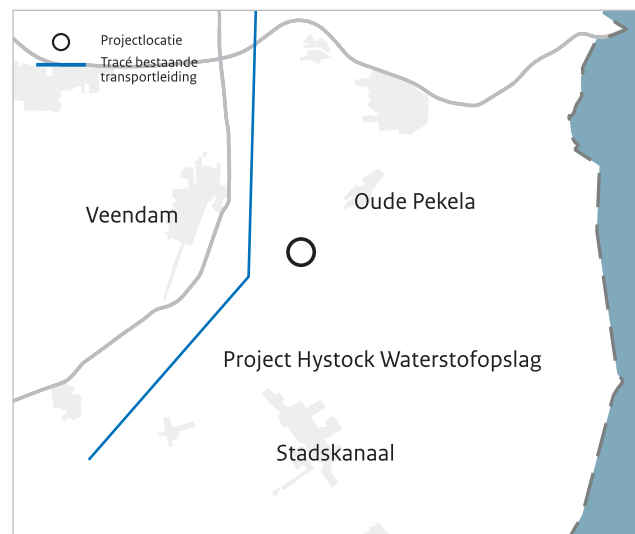 Projectlocatie
Tracé bestaande
transportleiding
Veendam
Oude Pekela
Project Hystock Waterstofopslag
Stadskanaal